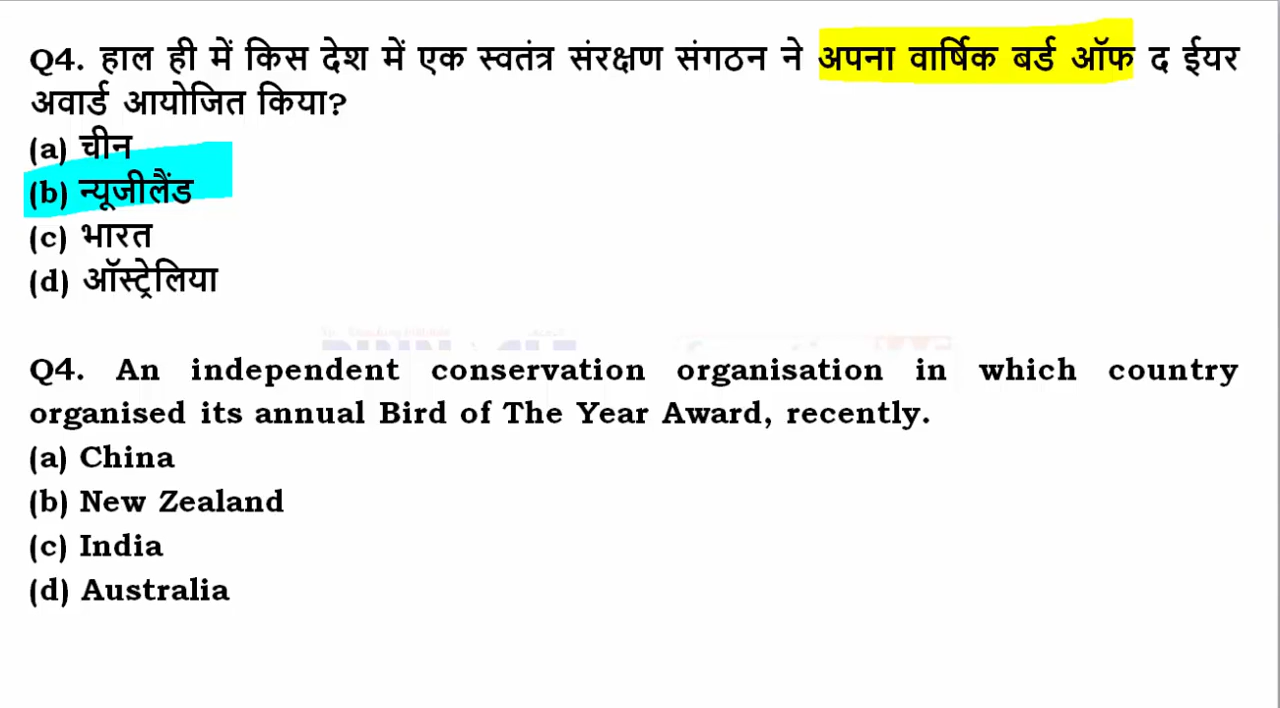 Q4. हाल ही में किस देश में एक स्वतंत्र संरक्षण संगठन ने अपना वार्षिक बर्ड ऑफ द ईयर
अवार्ड आयोजित किया?
(a) चीन
(b) न्यूजीलैंड
(c) भारत
(d) ऑस्ट्रेलिया
Q4. An independent conservation organisation in which country
organised its annual Bird of The Year Award, recently.
(a) China
(b) New Zealand
(c) India
(d) Australia